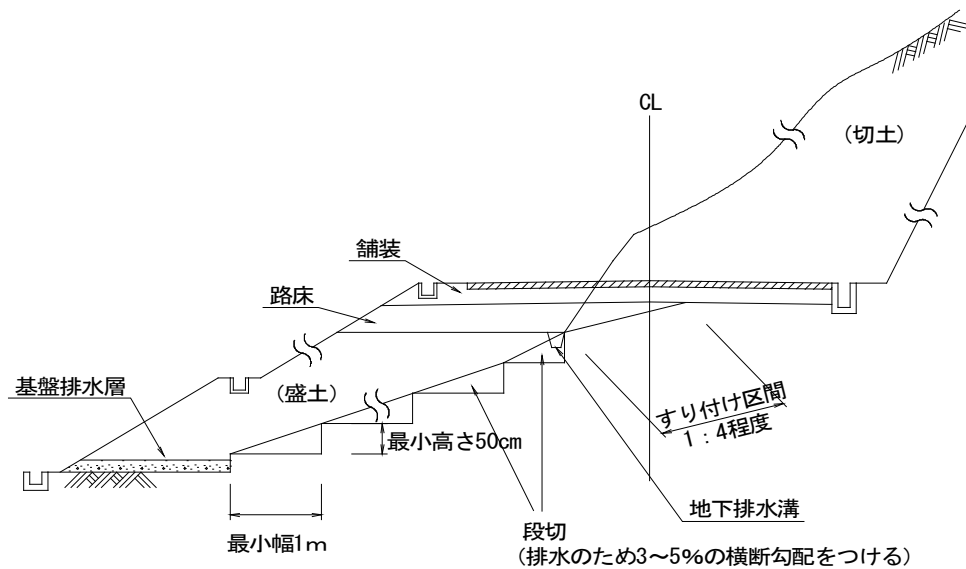 CL
(切土)
舗装
路床
基盤排水層
(盛土)
すり付け区間
1：4程度
最小高さ50cm
地下排水溝
最小幅1ｍ
段切
(排水のため3～5%の横断勾配をつける)